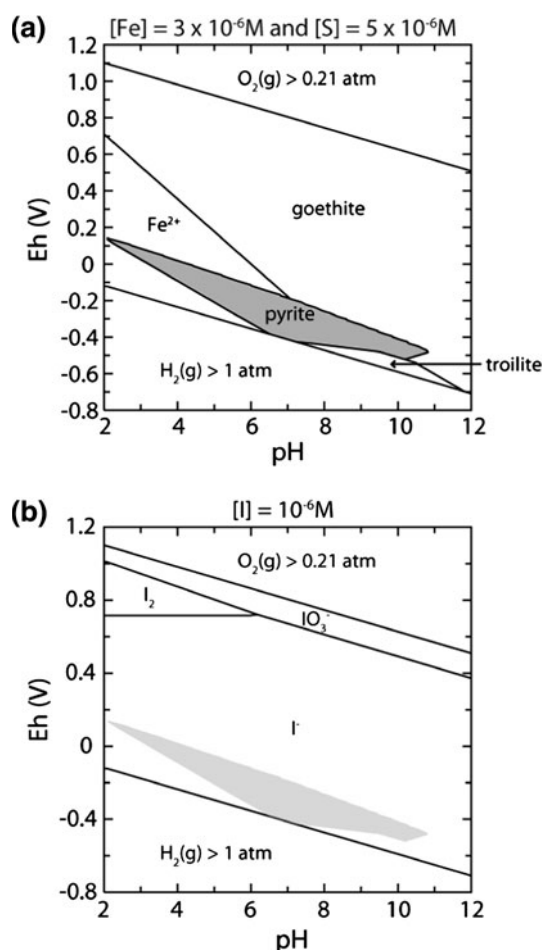 (a) [Fe] = 3 x 10⁻⁶M and [S] = 5 x 10⁻⁶M
1.2
O₂(g) > 0.21 atm
1.0
0.8
0.6
0.4
goethite
Fe²⁺
0.2
Eh (V)
0
-0.2
pyrite
-0.4
H₂(g) > 1 atm
-0.6
troilite
-0.8
2 4 6 8 10 12
pH
(b) [I] = 10⁻⁶M
1.2
O₂(g) > 0.21 atm
0.8
I₂
IO₃⁻
0.4
Eh (V)
I⁻
0
-0.4
H₂(g) > 1 atm
-0.8
2 4 6 8 10 12
pH